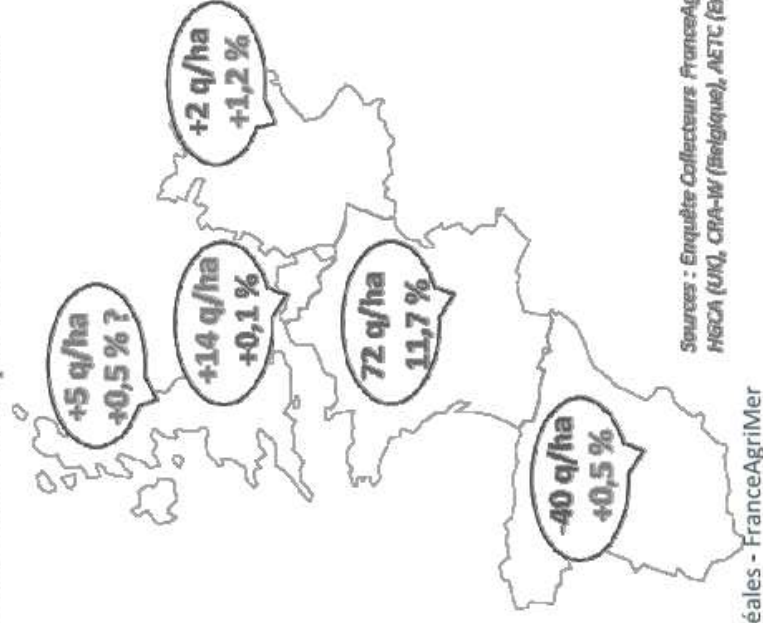 +5 q/ha
+0,5 % ?
+14 q/ha
+0,1 %
+2 q/ha
+1,2 %
72 q/ha
11,7 %
-40 q/ha
+0,5 %
Sources : Enquête Collecteurs FranceAg
HGCA (UK), CRA-W (Belgique), AETC (E
éales - FranceAgriMer